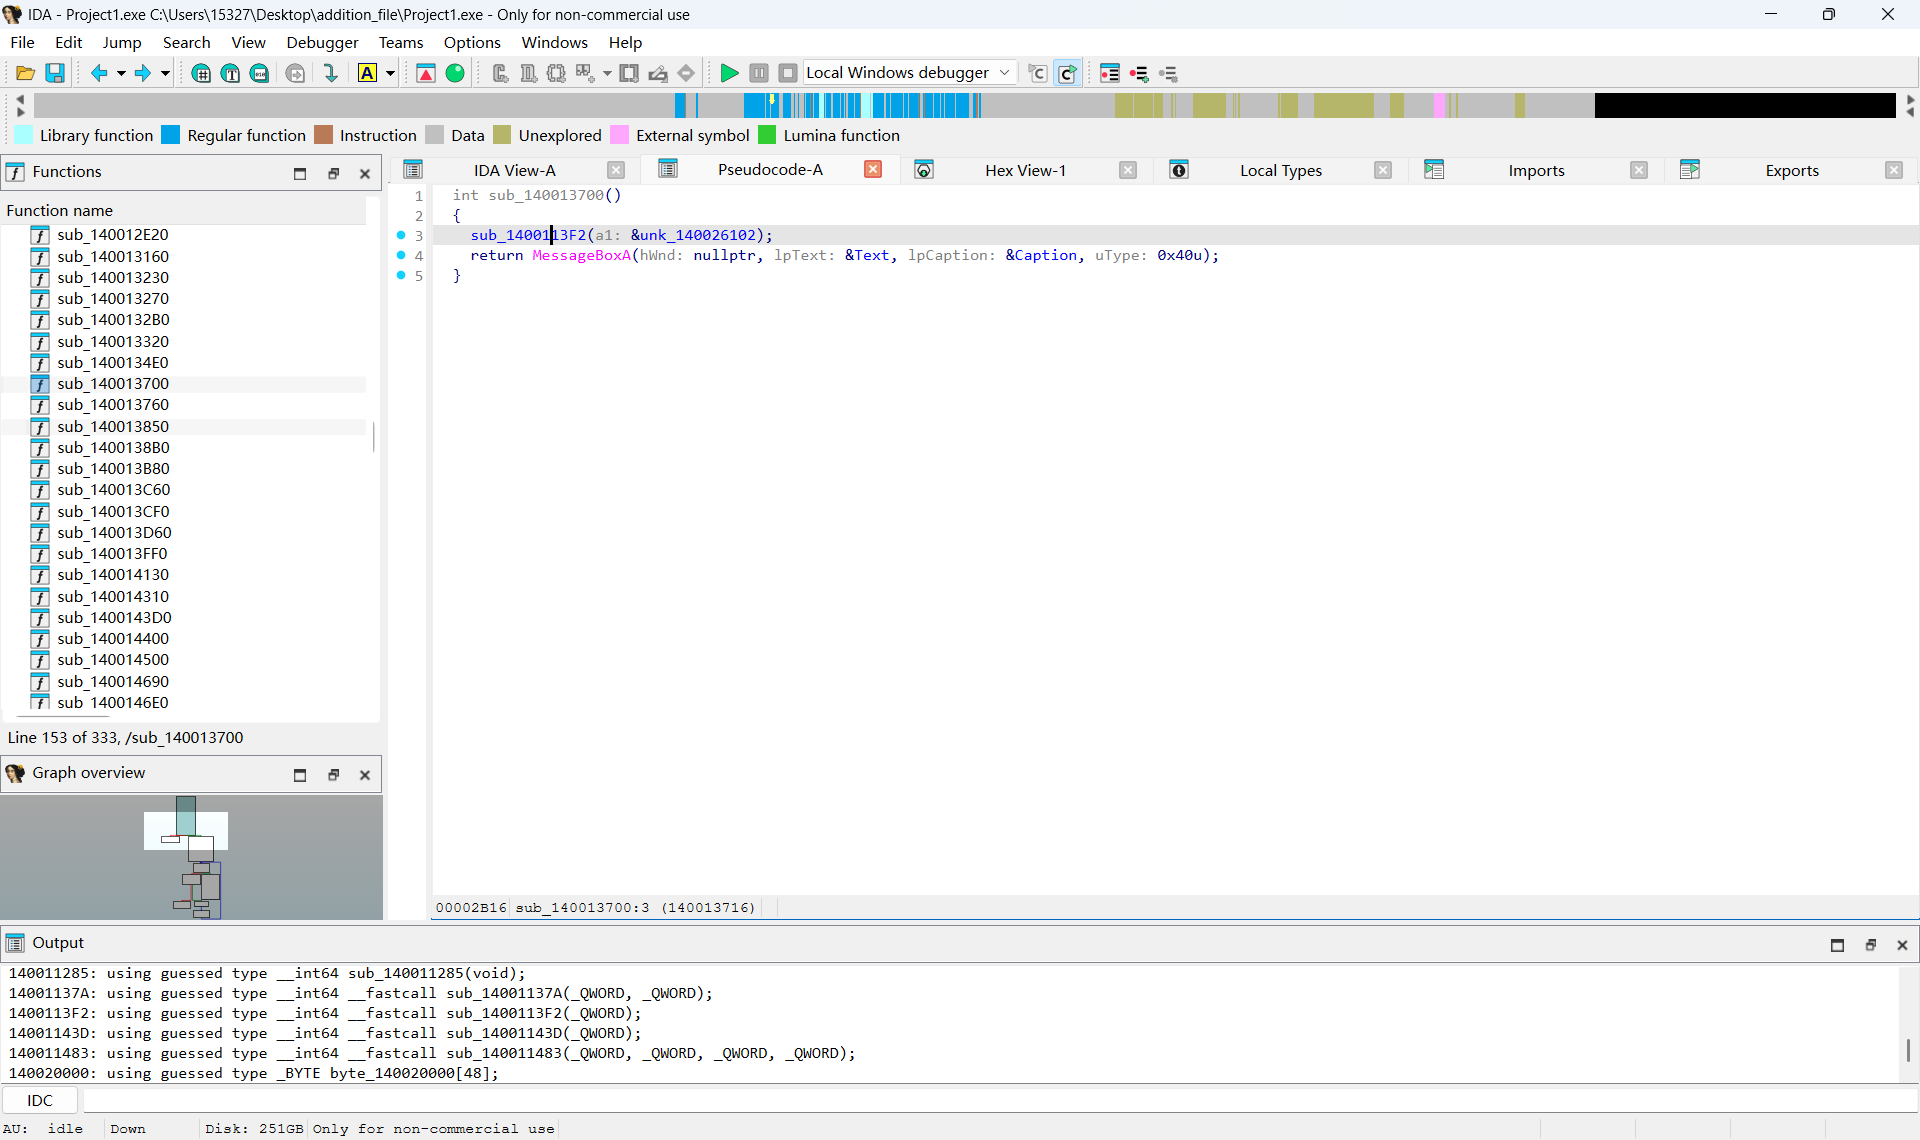 IDA - Project1.exe C:\Users\15327\Desktop\addition_file\Project1.exe - Only for non-commercial use
File Edit Jump Search View Debugger Teams Options Windows Help
Local Windows debugger
Library function Regular function Instruction Data Unexplored External symbol Lumina function
Functions
IDA View-A Pseudocode-A Hex View-1 Local Types Imports Exports
Function name
sub_140012E20
sub_140013160
sub_140013230
sub_140013270
sub_1400132B0
sub_140013320
sub_1400134E0
sub_140013700
sub_140013760
sub_140013850
sub_1400138B0
sub_140013B80
sub_140013C60
sub_140013CF0
sub_140013D60
sub_140013FF0
sub_140014130
sub_140014310
sub_1400143D0
sub_140014400
sub_140014500
sub_140014690
sub_1400146E0
Line 153 of 333, /sub_140013700
1 int sub_140013700()
2 {
3 sub_1400113F2(a1: &unk_140026102);
4 return MessageBoxA(hWnd: nullptr, lpText: &Text, lpCaption: &Caption, uType: 0x40u);
5 }
00002B16 sub_140013700:3 (140013716)
Graph overview
Output
140011285: using guessed type __int64 sub_140011285(void);
14001137A: using guessed type __int64 __fastcall sub_14001137A(_QWORD, _QWORD);
1400113F2: using guessed type __int64 __fastcall sub_1400113F2(_QWORD);
14001143D: using guessed type __int64 __fastcall sub_14001143D(_QWORD);
140011483: using guessed type __int64 __fastcall sub_140011483(_QWORD, _QWORD, _QWORD, _QWORD);
140020000: using guessed type _BYTE byte_140020000[48];
IDC
AU: idle Down Disk: 251GB Only for non-commercial use